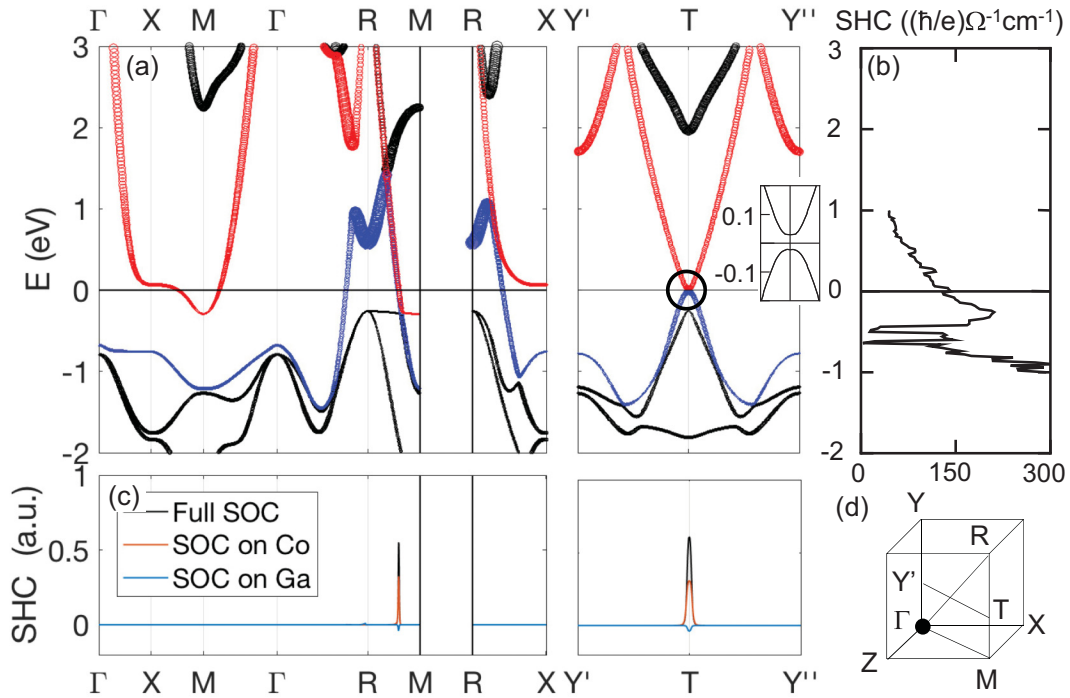 Γ X M Γ R M R X Y' T Y'' SHC ((ħ/e)Ω⁻¹cm⁻¹)
(a)
(b)
E (eV)
3
2
1
0
-1
-2
0.1
-0.1
3
2
1
0
-1
-2
0 150 300
(c)
Full SOC
SOC on Co
SOC on Ga
SHC (a.u.)
1
0.5
0
Γ X M Γ R M R X Y' T Y''
(d)
Y
R
Y'
Γ
T
X
Z
M